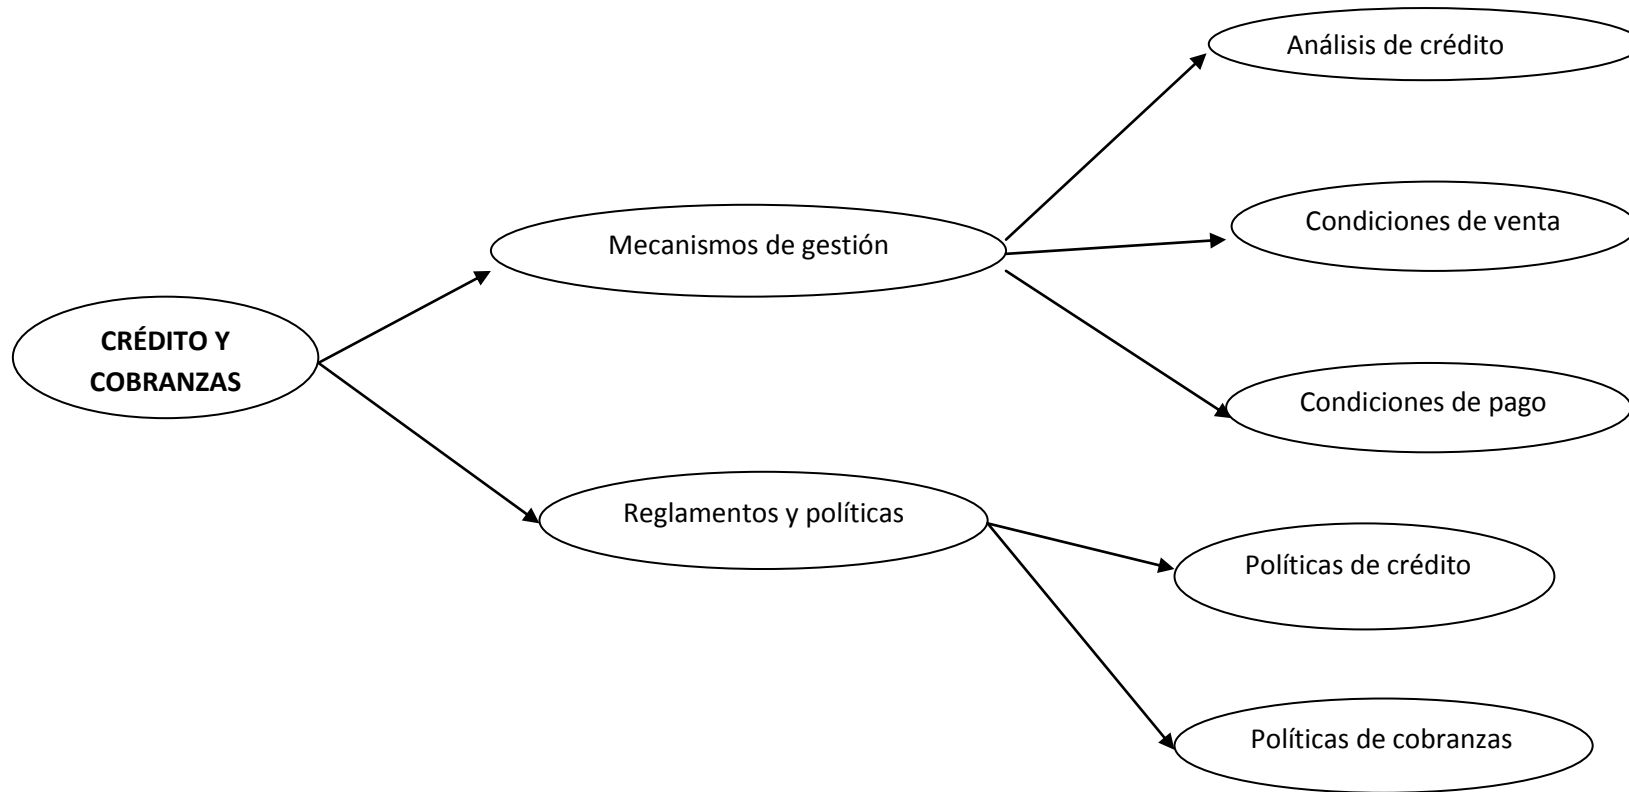 Análisis de crédito
Condiciones de venta
Mecanismos de gestión
CRÉDITO Y
COBRANZAS
Condiciones de pago
Reglamentos y políticas
Políticas de crédito
Políticas de cobranzas